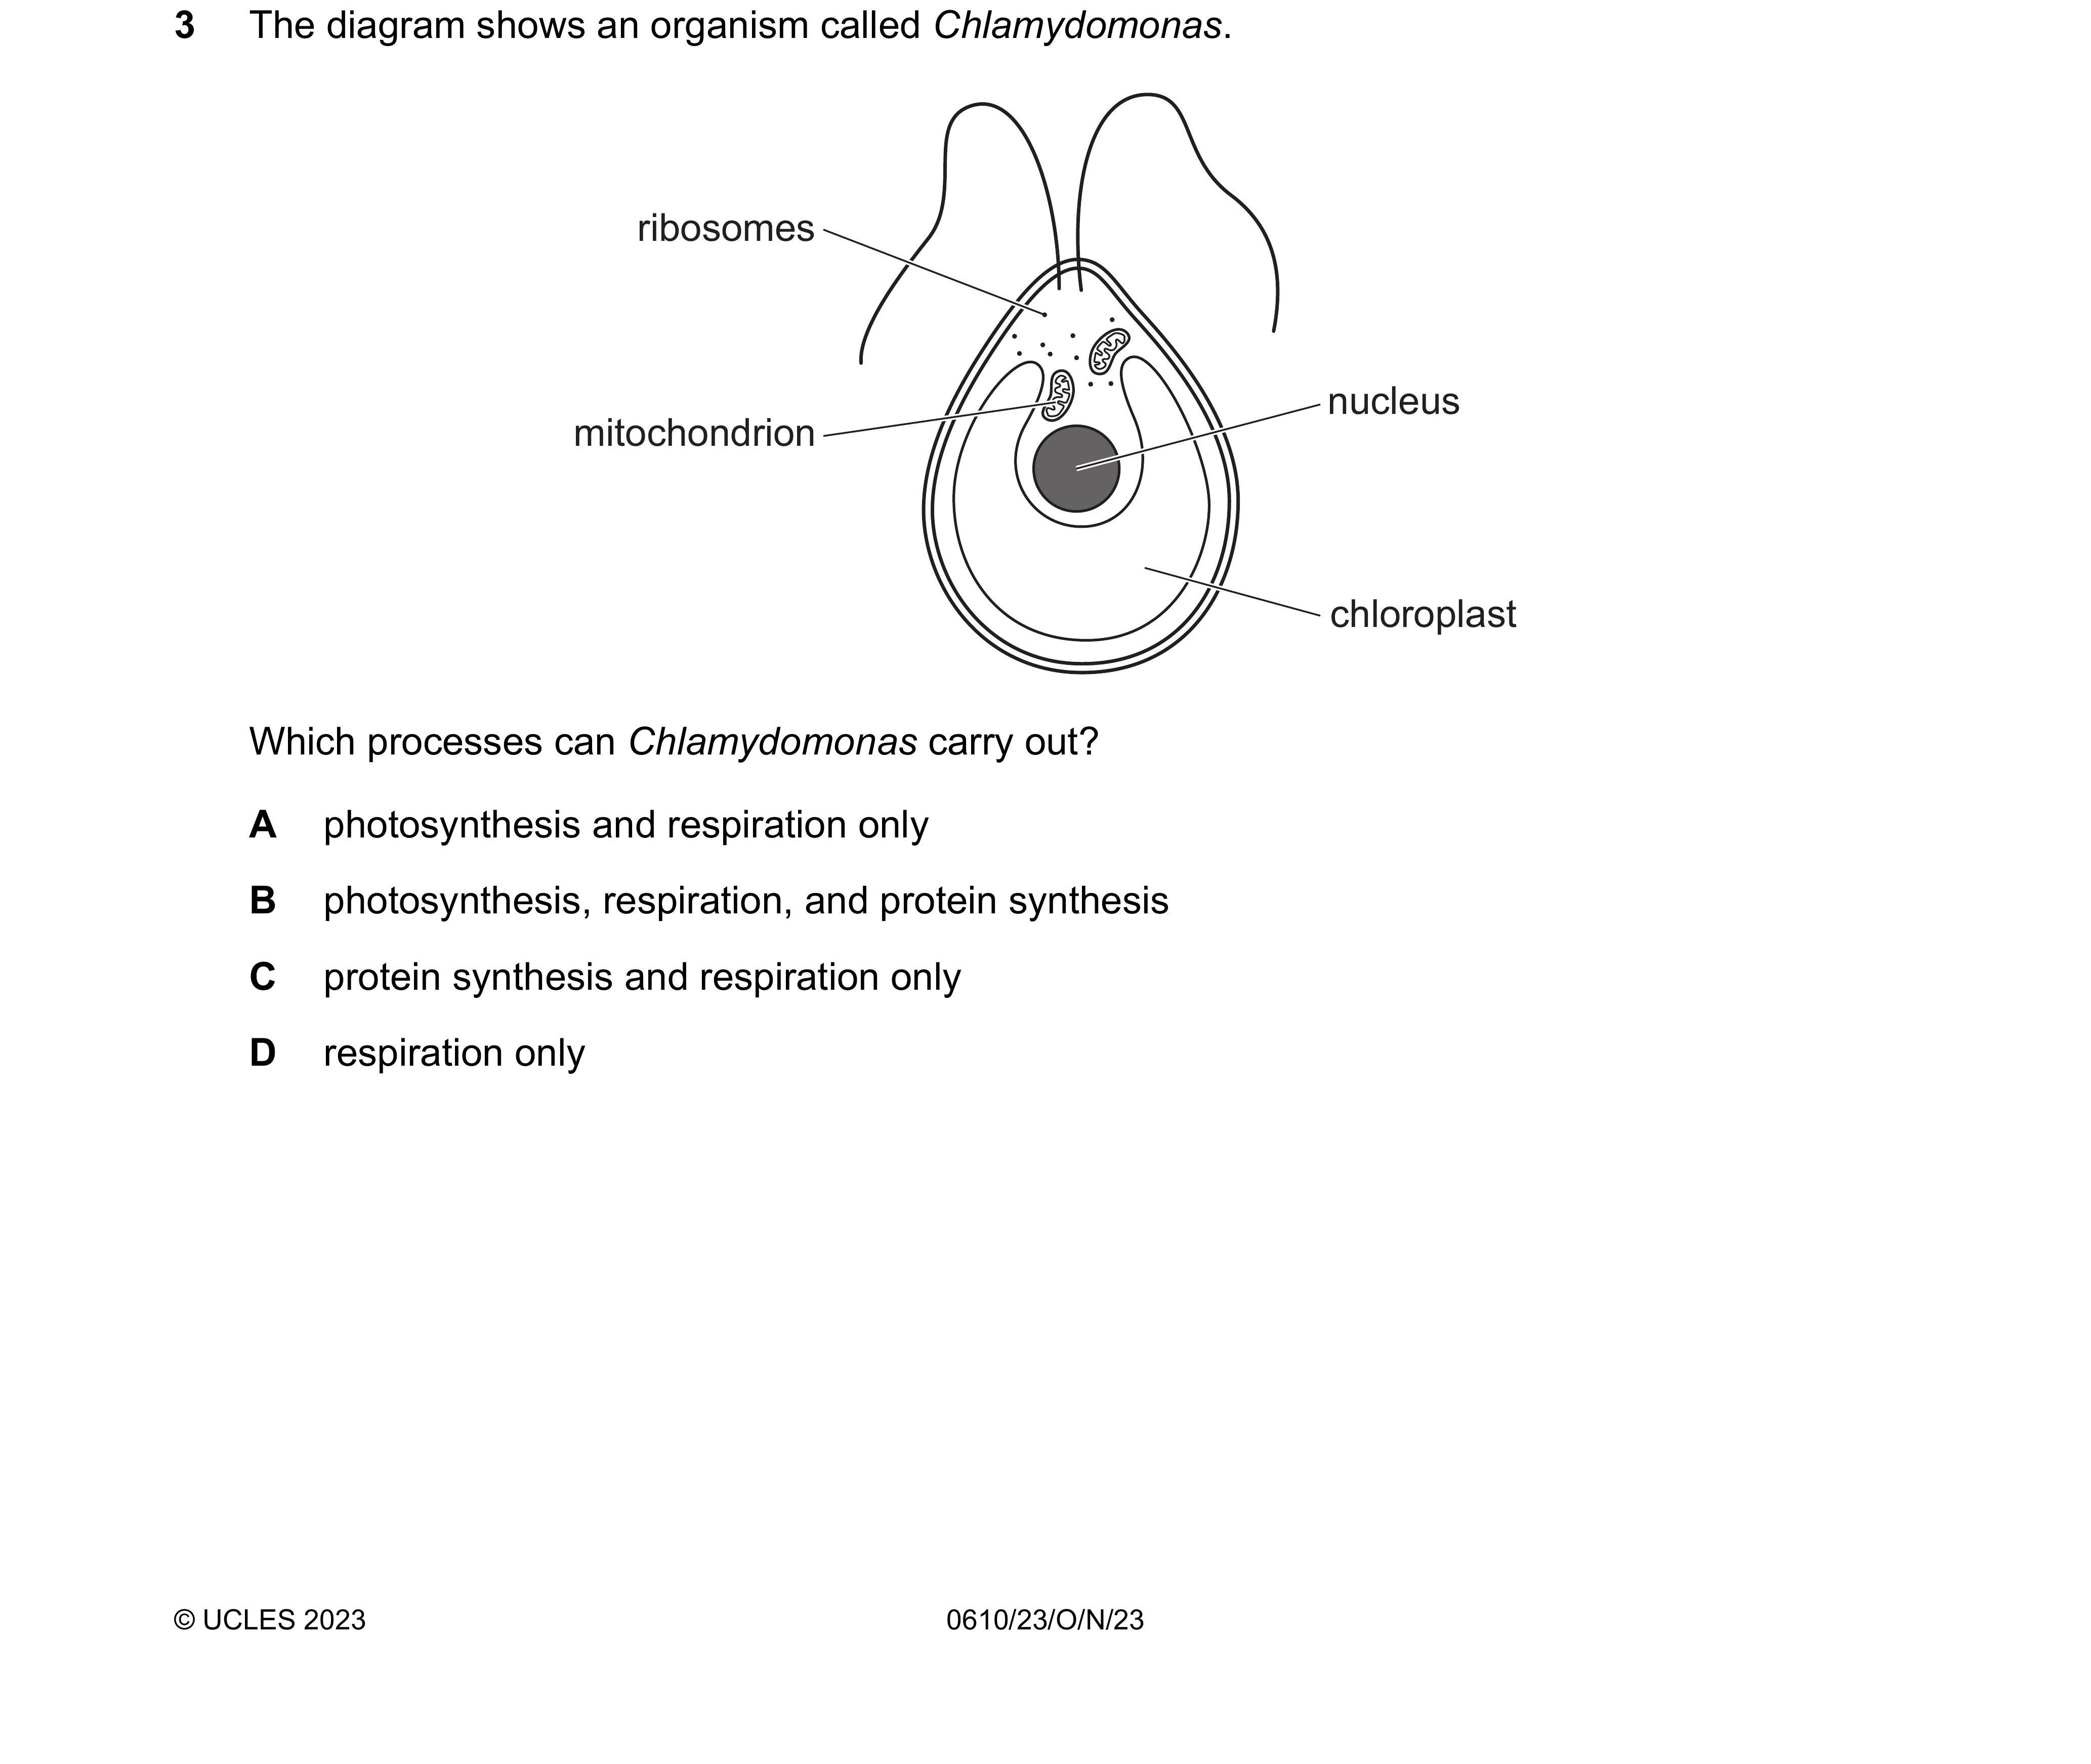 3 The diagram shows an organism called Chlamydomonas.
ribosomes
nucleus
mitochondrion
chloroplast
Which processes can Chlamydomonas carry out?
A photosynthesis and respiration only
B photosynthesis, respiration, and protein synthesis
C protein synthesis and respiration only
D respiration only
© UCLES 2023 0610/23/O/N/23